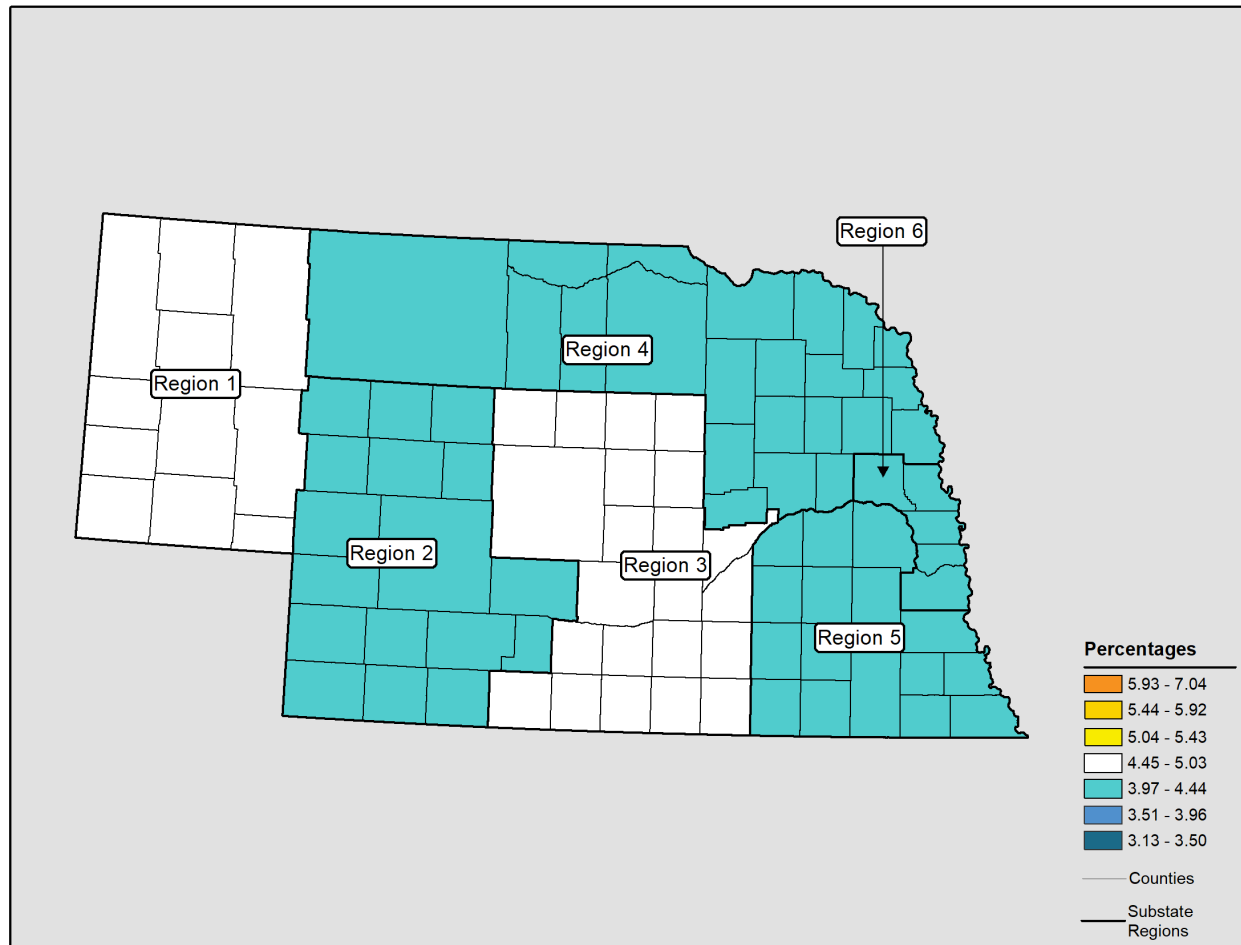 Region 6
Region 4
Region 1
Region 2
Region 3
Region 5
Percentages
5.93 - 7.04
5.44 - 5.92
5.04 - 5.43
4.45 - 5.03
3.97 - 4.44
3.51 - 3.96
3.13 - 3.50
Counties
Substate
Regions